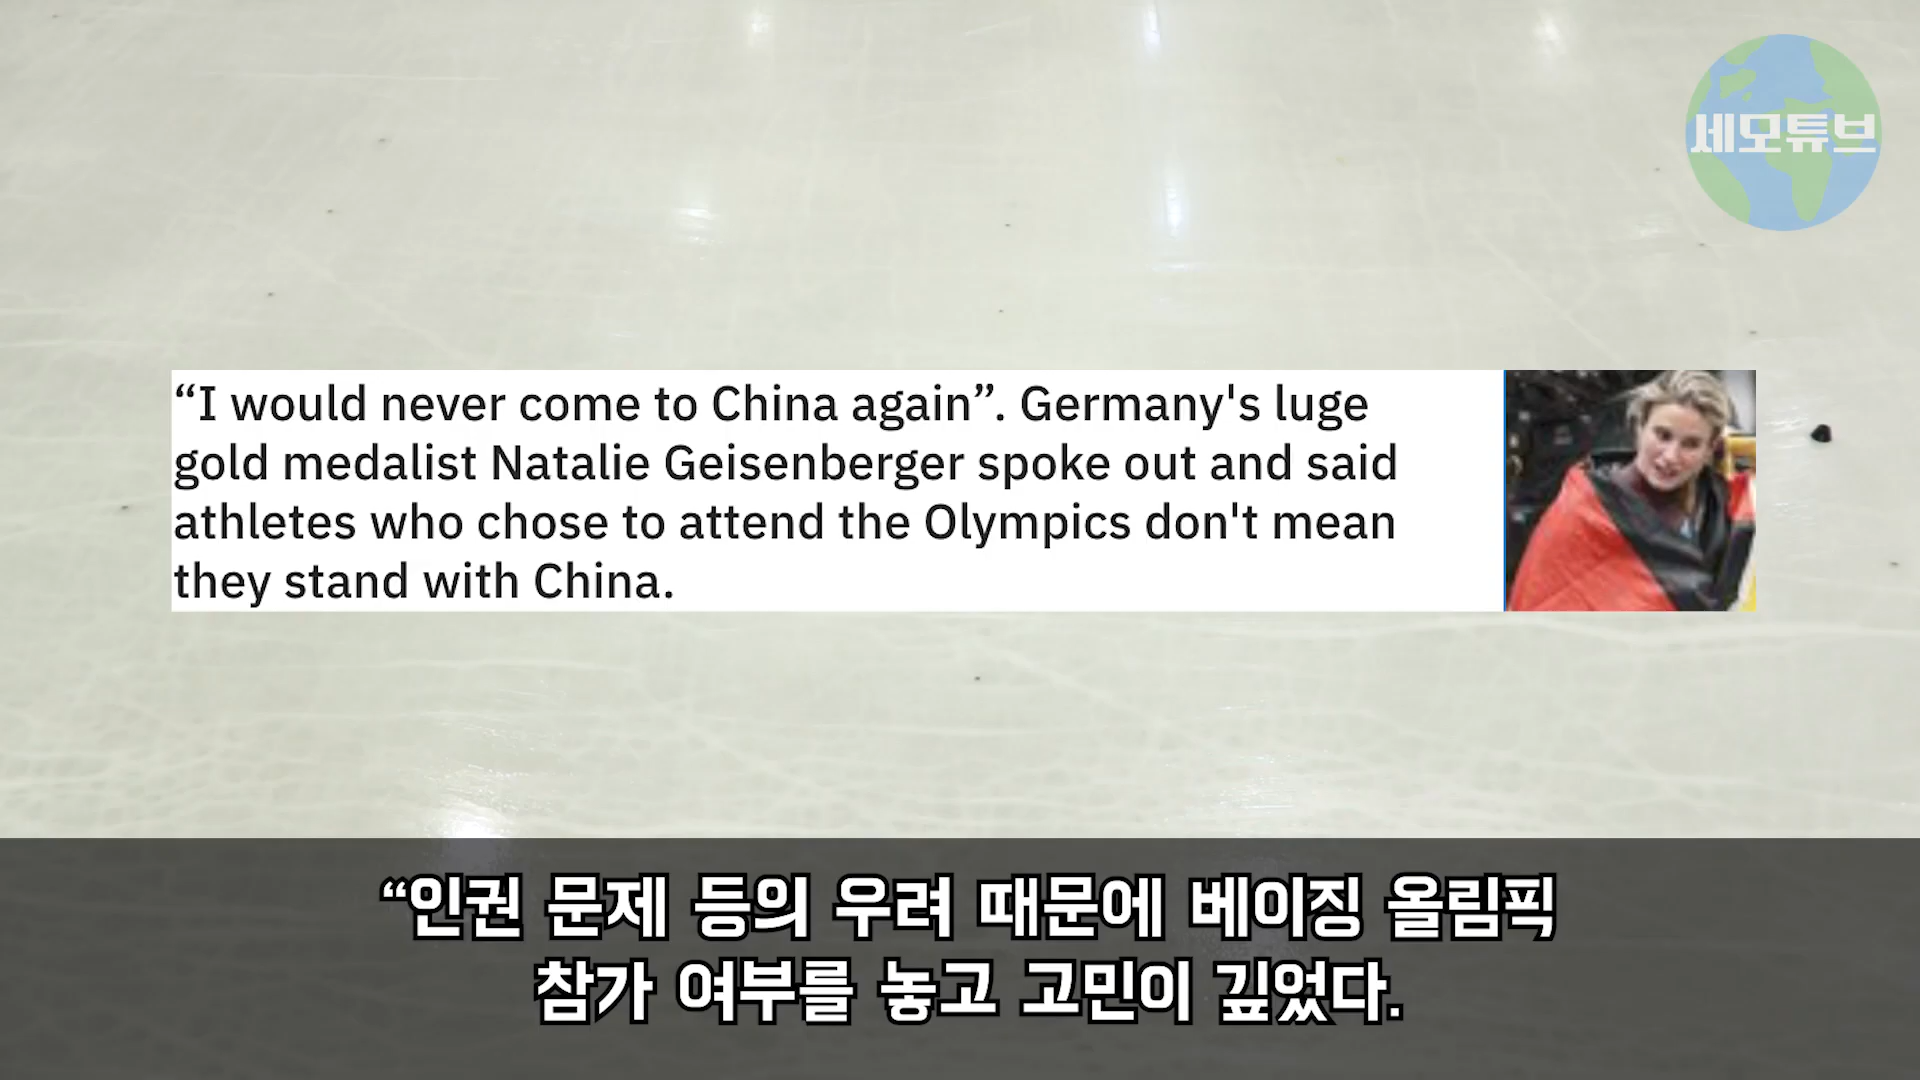 세모튜브
“I would never come to China again”. Germany's luge
gold medalist Natalie Geisenberger spoke out and said
athletes who chose to attend the Olympics don't mean
they stand with China.
“인권 문제 등의 우려 때문에 베이징 올림픽
참가 여부를 놓고 고민이 깊었다.